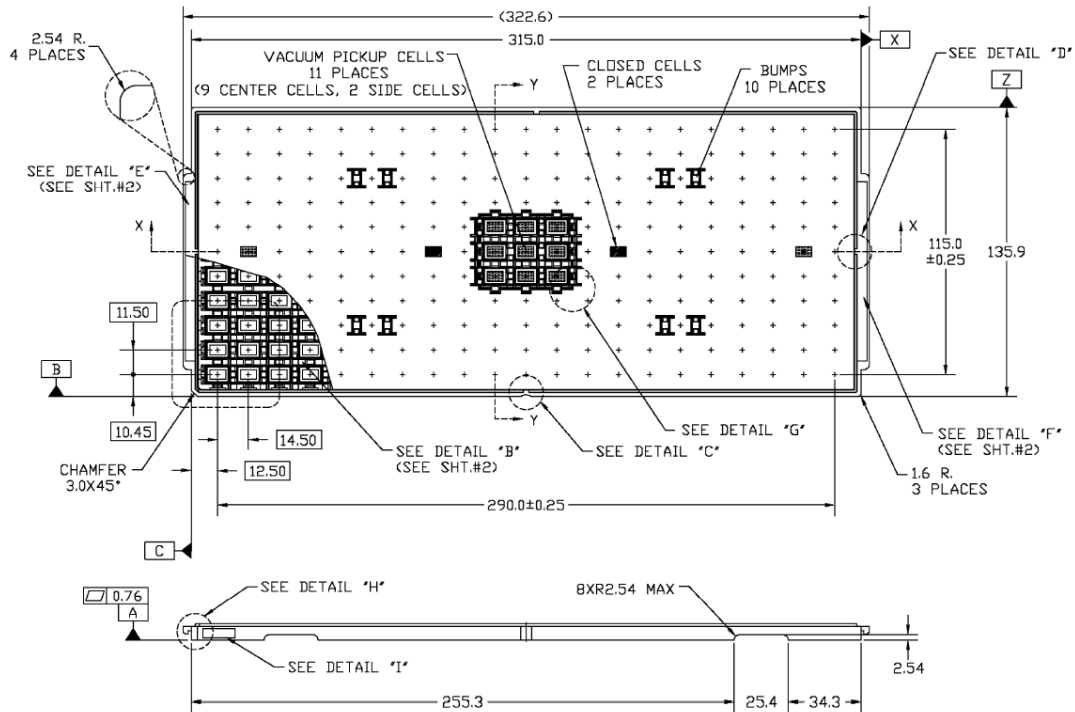 (322.6)
315.0
X
2.54 R.
4 PLACES
VACUUM PICKUP CELLS
11 PLACES
(9 CENTER CELLS, 2 SIDE CELLS)
Y
CLOSED CELLS
2 PLACES
BUMPS
10 PLACES
SEE DETAIL "D"
Z
SEE DETAIL "E"
(SEE SHT.#2)
X
X
115.0
±0.25
135.9
11.50
B
10.45
14.50
12.50
CHAMFER
3.0X45°
Y
SEE DETAIL "B"
(SEE SHT.#2)
SEE DETAIL "C"
SEE DETAIL "G"
SEE DETAIL "F"
(SEE SHT.#2)
1.6 R.
3 PLACES
290.0±0.25
C
0.76
A
SEE DETAIL "H"
8XR2.54 MAX
SEE DETAIL "I"
2.54
255.3
25.4
34.3